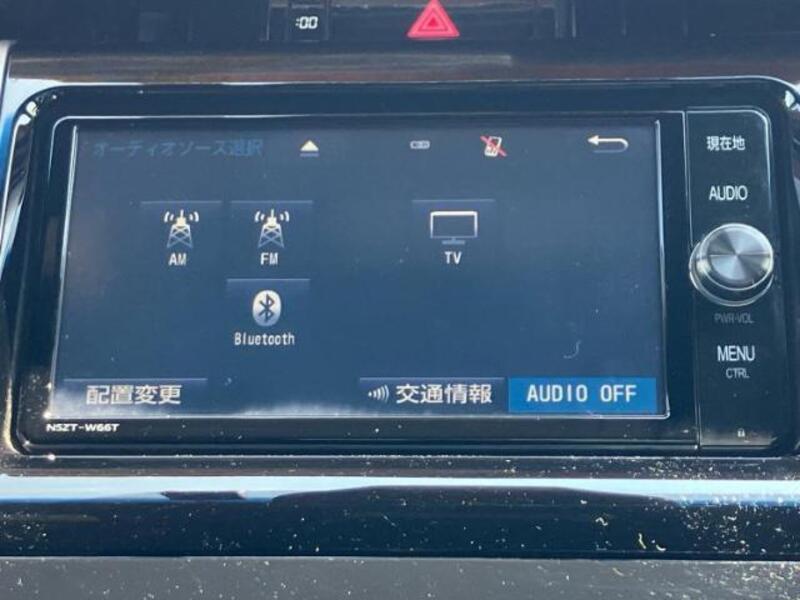 :00
オーディオソース選択
現在地
AUDIO
AM
FM
TV
PWR・VOL
Bluetooth
MENU
CTRL
配置変更
交通情報
AUDIO OFF
NSZT-W66T